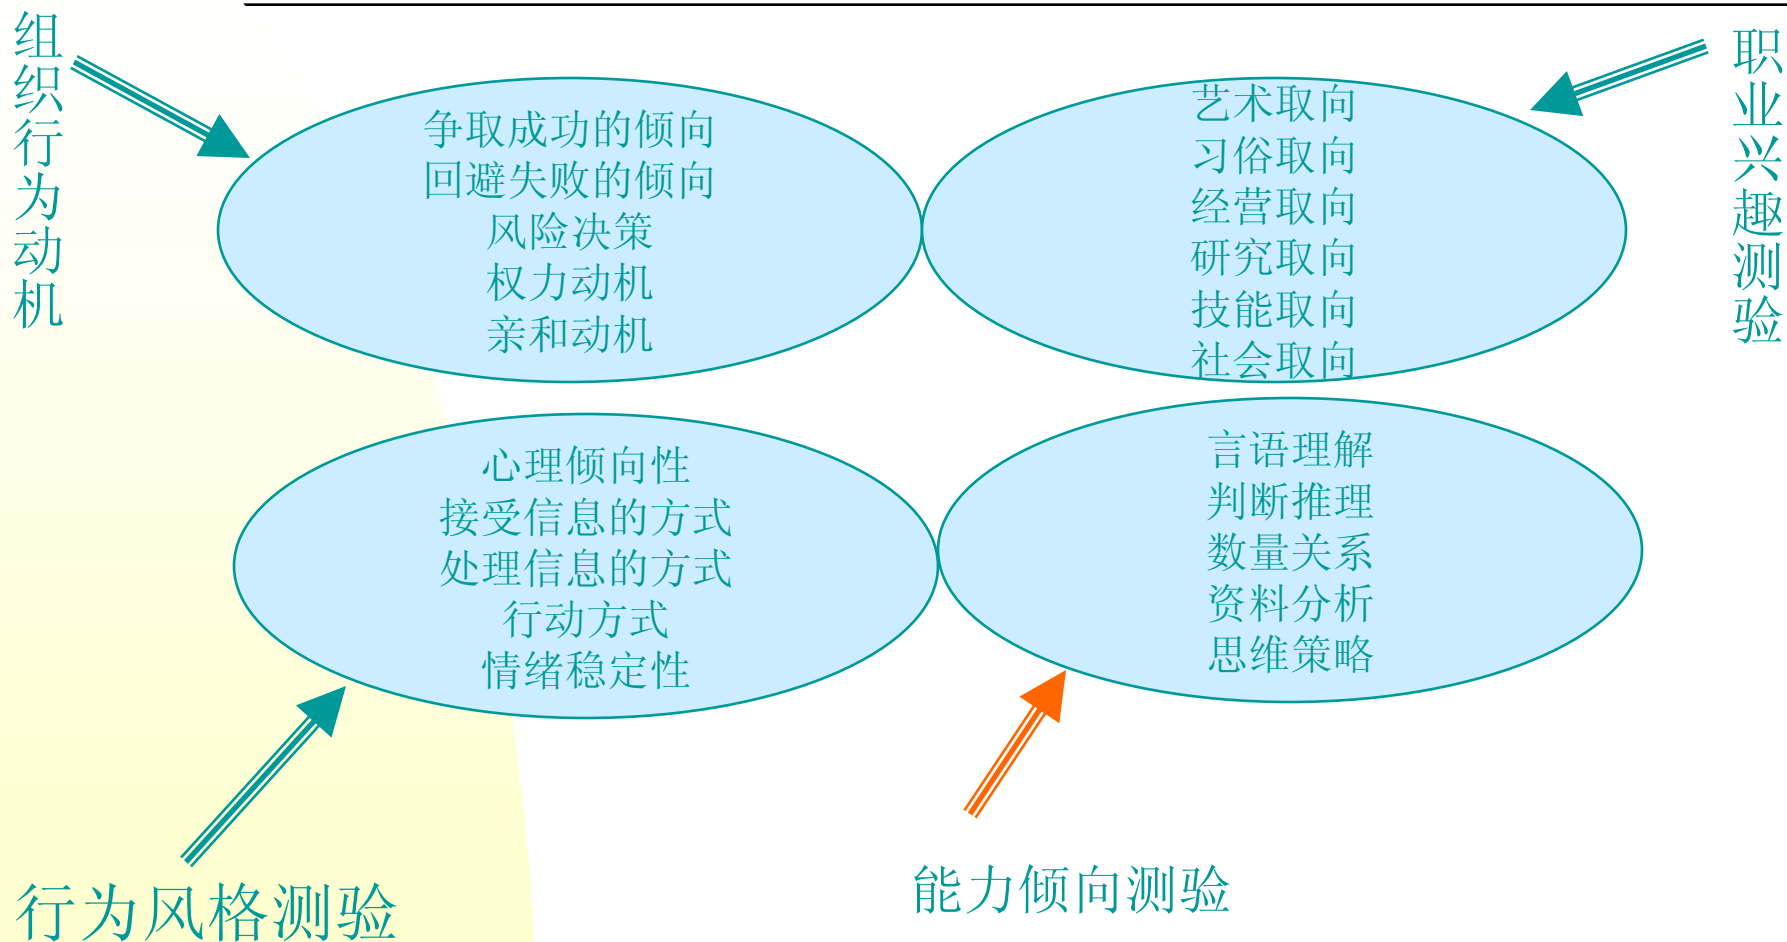 组织行为动机
争取成功的倾向
回避失败的倾向
风险决策
权力动机
亲和动机
艺术取向
习俗取向
经营取向
研究取向
技能取向
社会取向
职业兴趣测验
心理倾向性
接受信息的方式
处理信息的方式
行动方式
情绪稳定性
言语理解
判断推理
数量关系
资料分析
思维策略
行为风格测验
能力倾向测验